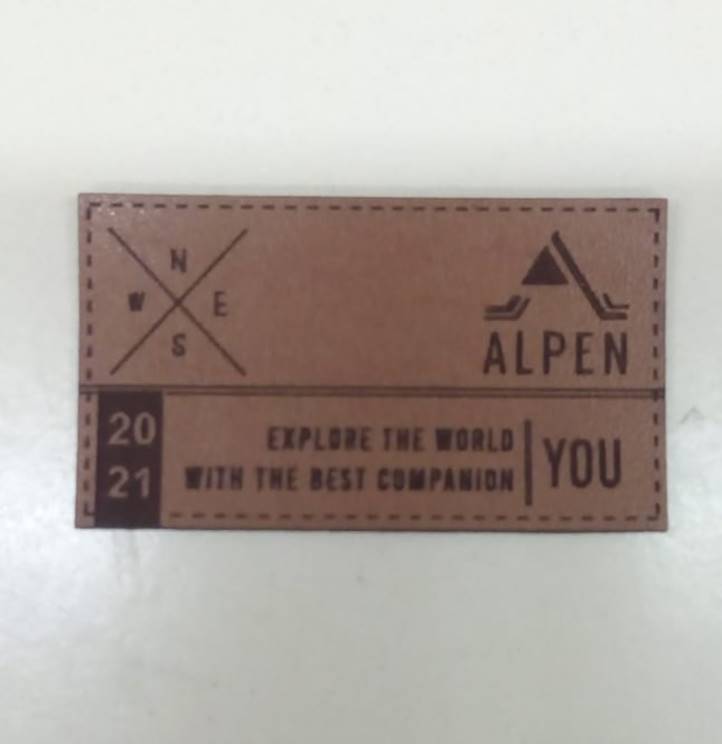 N
W E
S
ALPEN
20
21
EXPLORE THE WORLD
WITH THE BEST COMPANION
YOU